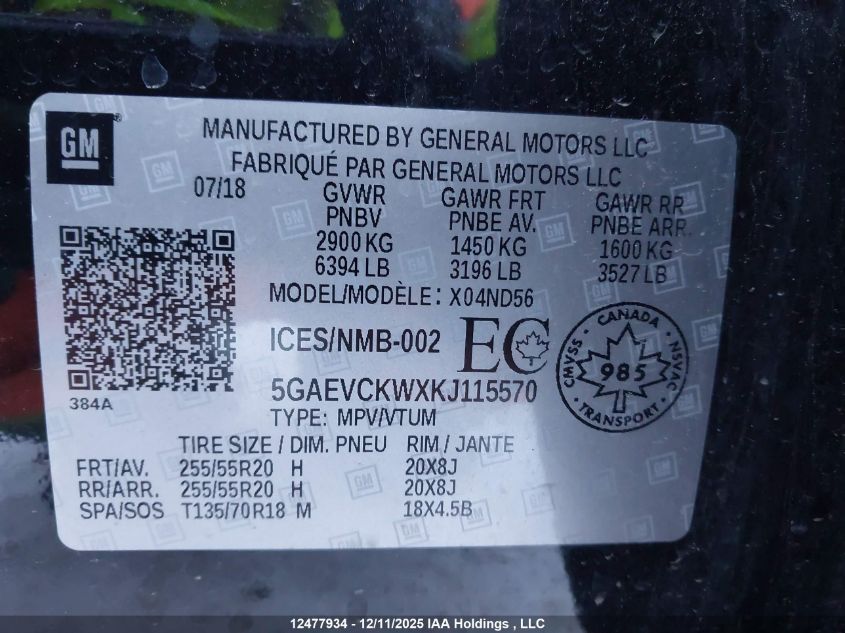 GM
MANUFACTURED BY GENERAL MOTORS LLC
FABRIQUÉ PAR GENERAL MOTORS LLC
07/18 GVWR GAWR FRT GAWR RR
PNBV PNBE AV. PNBE ARR.
2900 KG 1450 KG 1600 KG
6394 LB 3196 LB 3527 LB
MODEL/MODÈLE: X04ND56
ICES/NMB-002 EC
CANADA
CMVSS 985 NSVAC
TRANSPORT
384A
5GAEVCKWXKJ115570
TYPE: MPV/VTUM
TIRE SIZE / DIM. PNEU RIM / JANTE
FRT/AV. 255/55R20 H 20X8J
RR/ARR. 255/55R20 H 20X8J
SPA/SOS T135/70R18 M 18X4.5B
12477934 - 12/11/2025 IAA Holdings , LLC